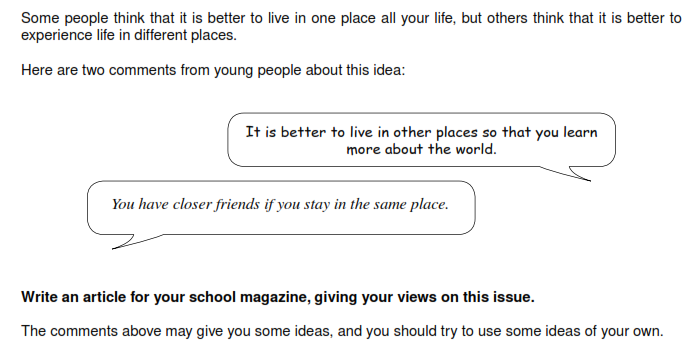 Some people think that it is better to live in one place all your life, but others think that it is better to
experience life in different places.
Here are two comments from young people about this idea:
It is better to live in other places so that you learn
more about the world.
You have closer friends if you stay in the same place.
Write an article for your school magazine, giving your views on this issue.
The comments above may give you some ideas, and you should try to use some ideas of your own.